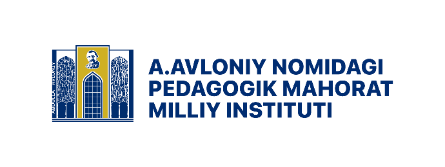 A.AVLONIY NOMIDAGI
PEDAGOGIK MAHORAT
MILLIY INSTITUTI